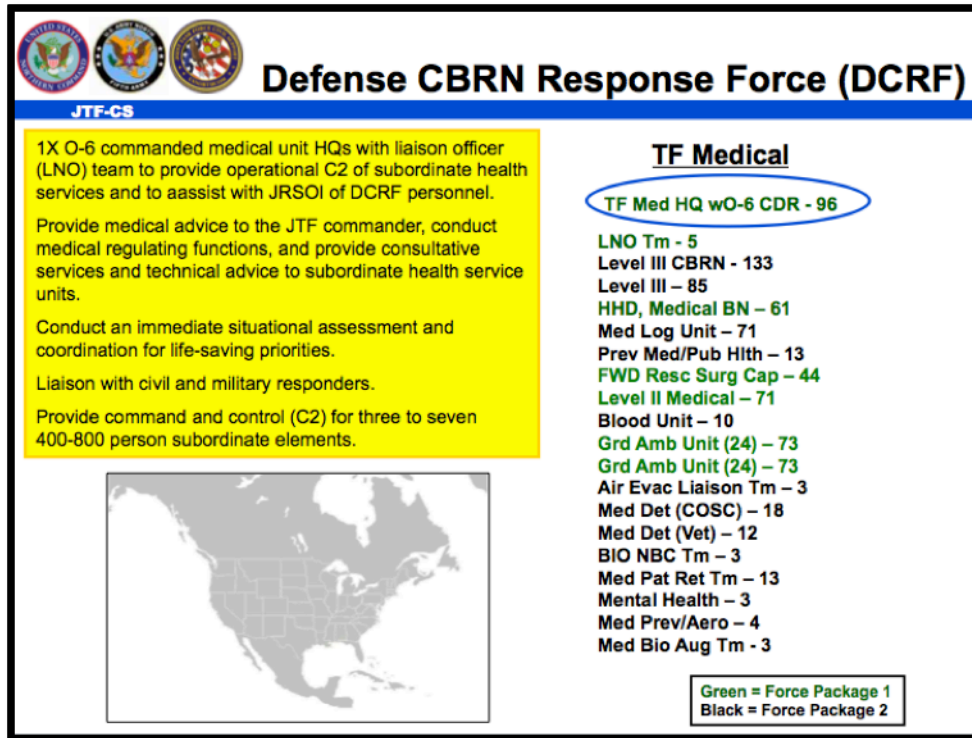 UNITED STATES
NORTHERN COMMAND
U.S. ARMY NORTH
FIFTH ARMY
Defense CBRN Response Force (DCRF)
JTF-CS
1X O-6 commanded medical unit HQs with liaison officer
(LNO) team to provide operational C2 of subordinate health
services and to aassist with JRSOI of DCRF personnel.
Provide medical advice to the JTF commander, conduct
medical regulating functions, and provide consultative
services and technical advice to subordinate health service
units.
Conduct an immediate situational assessment and
coordination for life-saving priorities.
Liaison with civil and military responders.
Provide command and control (C2) for three to seven
400-800 person subordinate elements.
TF Medical
TF Med HQ wO-6 CDR - 96
LNO Tm - 5
Level III CBRN - 133
Level III – 85
HHD, Medical BN – 61
Med Log Unit – 71
Prev Med/Pub Hlth – 13
FWD Resc Surg Cap – 44
Level II Medical – 71
Blood Unit – 10
Grd Amb Unit (24) – 73
Grd Amb Unit (24) – 73
Air Evac Liaison Tm – 3
Med Det (COSC) – 18
Med Det (Vet) – 12
BIO NBC Tm – 3
Med Pat Ret Tm – 13
Mental Health – 3
Med Prev/Aero – 4
Med Bio Aug Tm - 3
Green = Force Package 1
Black = Force Package 2